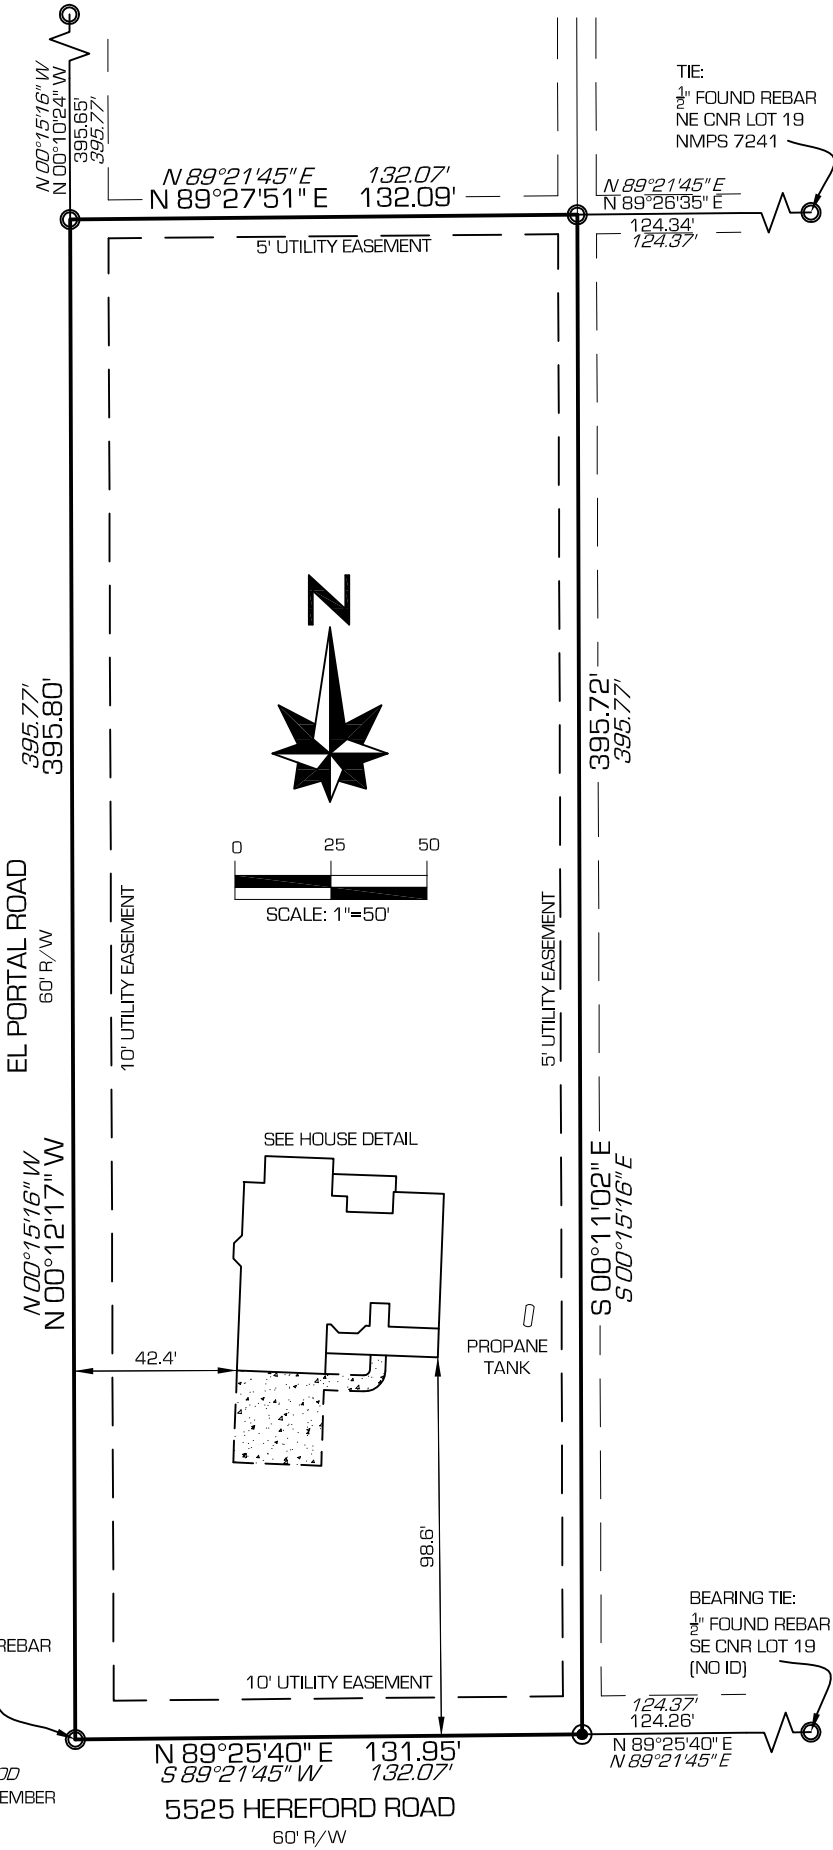 N 00°15'16" W
N 00°10'24" W
395.65'
395.77'
TIE:
½" FOUND REBAR
NE CNR LOT 19
NMPS 7241
N 89°21'45" E 132.07'
N 89°27'51" E 132.09'
N 89°21'45" E
N 89°26'35" E
124.34'
124.37'
5' UTILITY EASEMENT
N
395.77'
395.80'
395.72'
395.77'
0 25 50
SCALE: 1"=50'
EL PORTAL ROAD
60' R/W
10' UTILITY EASEMENT
5' UTILITY EASEMENT
SEE HOUSE DETAIL
N 00°15'16" W
N 00°12'17" W
S 00°11'02" E
S 00°15'16" E
PROPANE
TANK
42.4'
98.6'
BEARING TIE:
½" FOUND REBAR
SE CNR LOT 19
(NO ID)
REBAR
10' UTILITY EASEMENT
124.37'
124.26'
N 89°25'40" E 131.95'
S 89°21'45" W 132.07'
N 89°25'40" E
N 89°21'45" E
5525 HEREFORD ROAD
60' R/W